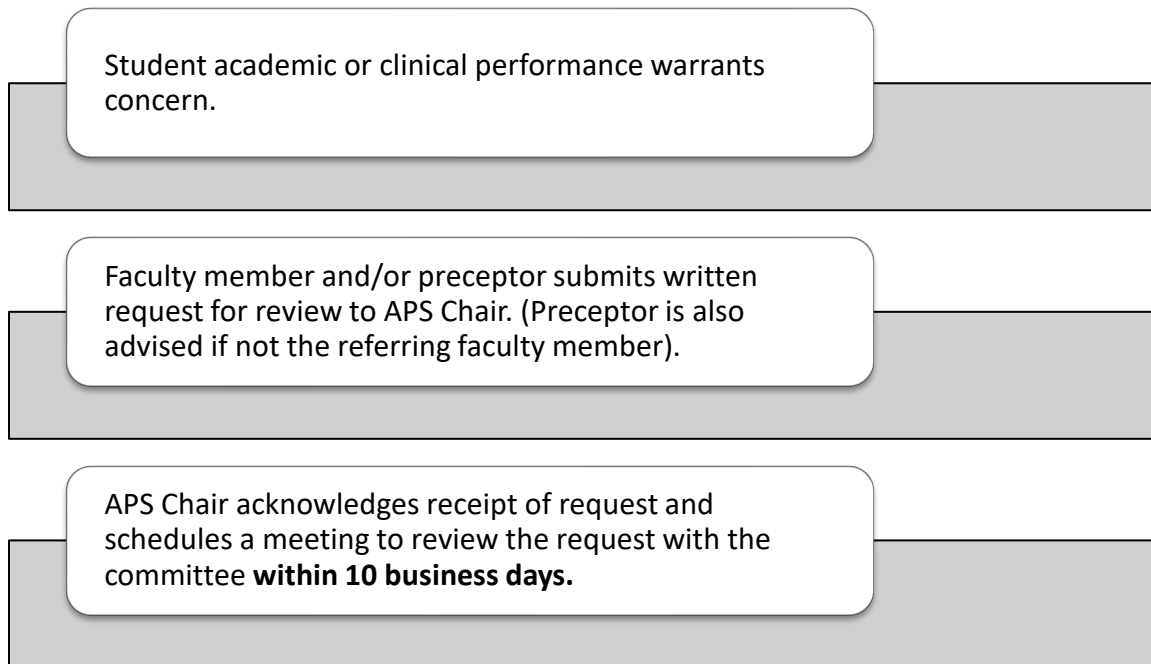 Student academic or clinical performance warrants
concern.
Faculty member and/or preceptor submits written
request for review to APS Chair. (Preceptor is also
advised if not the referring faculty member).
APS Chair acknowledges receipt of request and
schedules a meeting to review the request with the
committee within 10 business days.